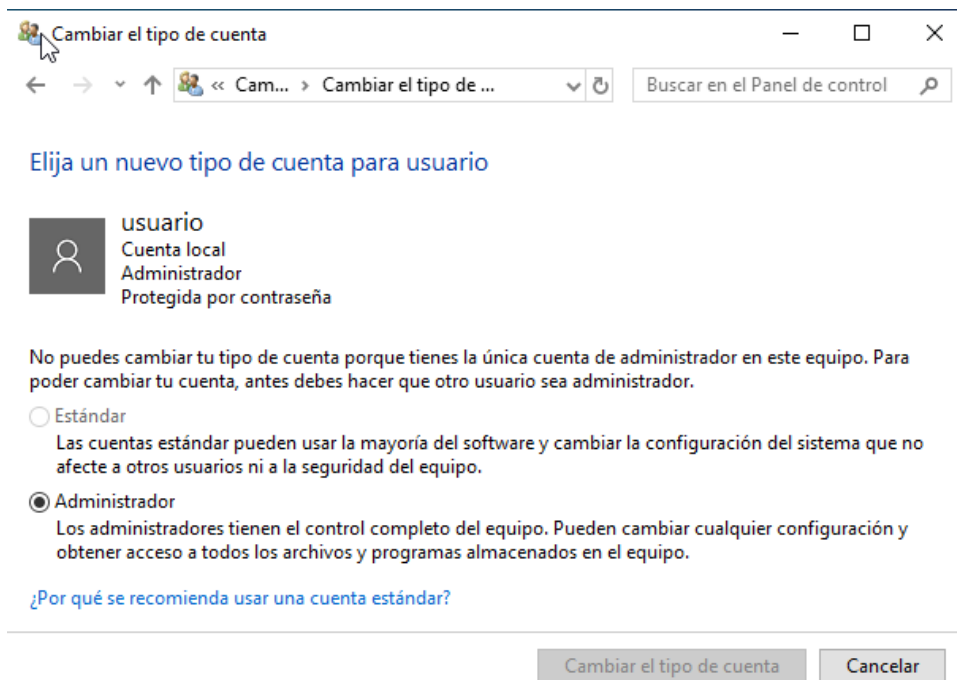 Cambiar el tipo de cuenta
« Cam... > Cambiar el tipo de ...
Buscar en el Panel de control
Elija un nuevo tipo de cuenta para usuario
usuario
Cuenta local
Administrador
Protegida por contraseña
No puedes cambiar tu tipo de cuenta porque tienes la única cuenta de administrador en este equipo. Para
poder cambiar tu cuenta, antes debes hacer que otro usuario sea administrador.
Estándar
Las cuentas estándar pueden usar la mayoría del software y cambiar la configuración del sistema que no
afecte a otros usuarios ni a la seguridad del equipo.
Administrador
Los administradores tienen el control completo del equipo. Pueden cambiar cualquier configuración y
obtener acceso a todos los archivos y programas almacenados en el equipo.
¿Por qué se recomienda usar una cuenta estándar?
Cambiar el tipo de cuenta
Cancelar